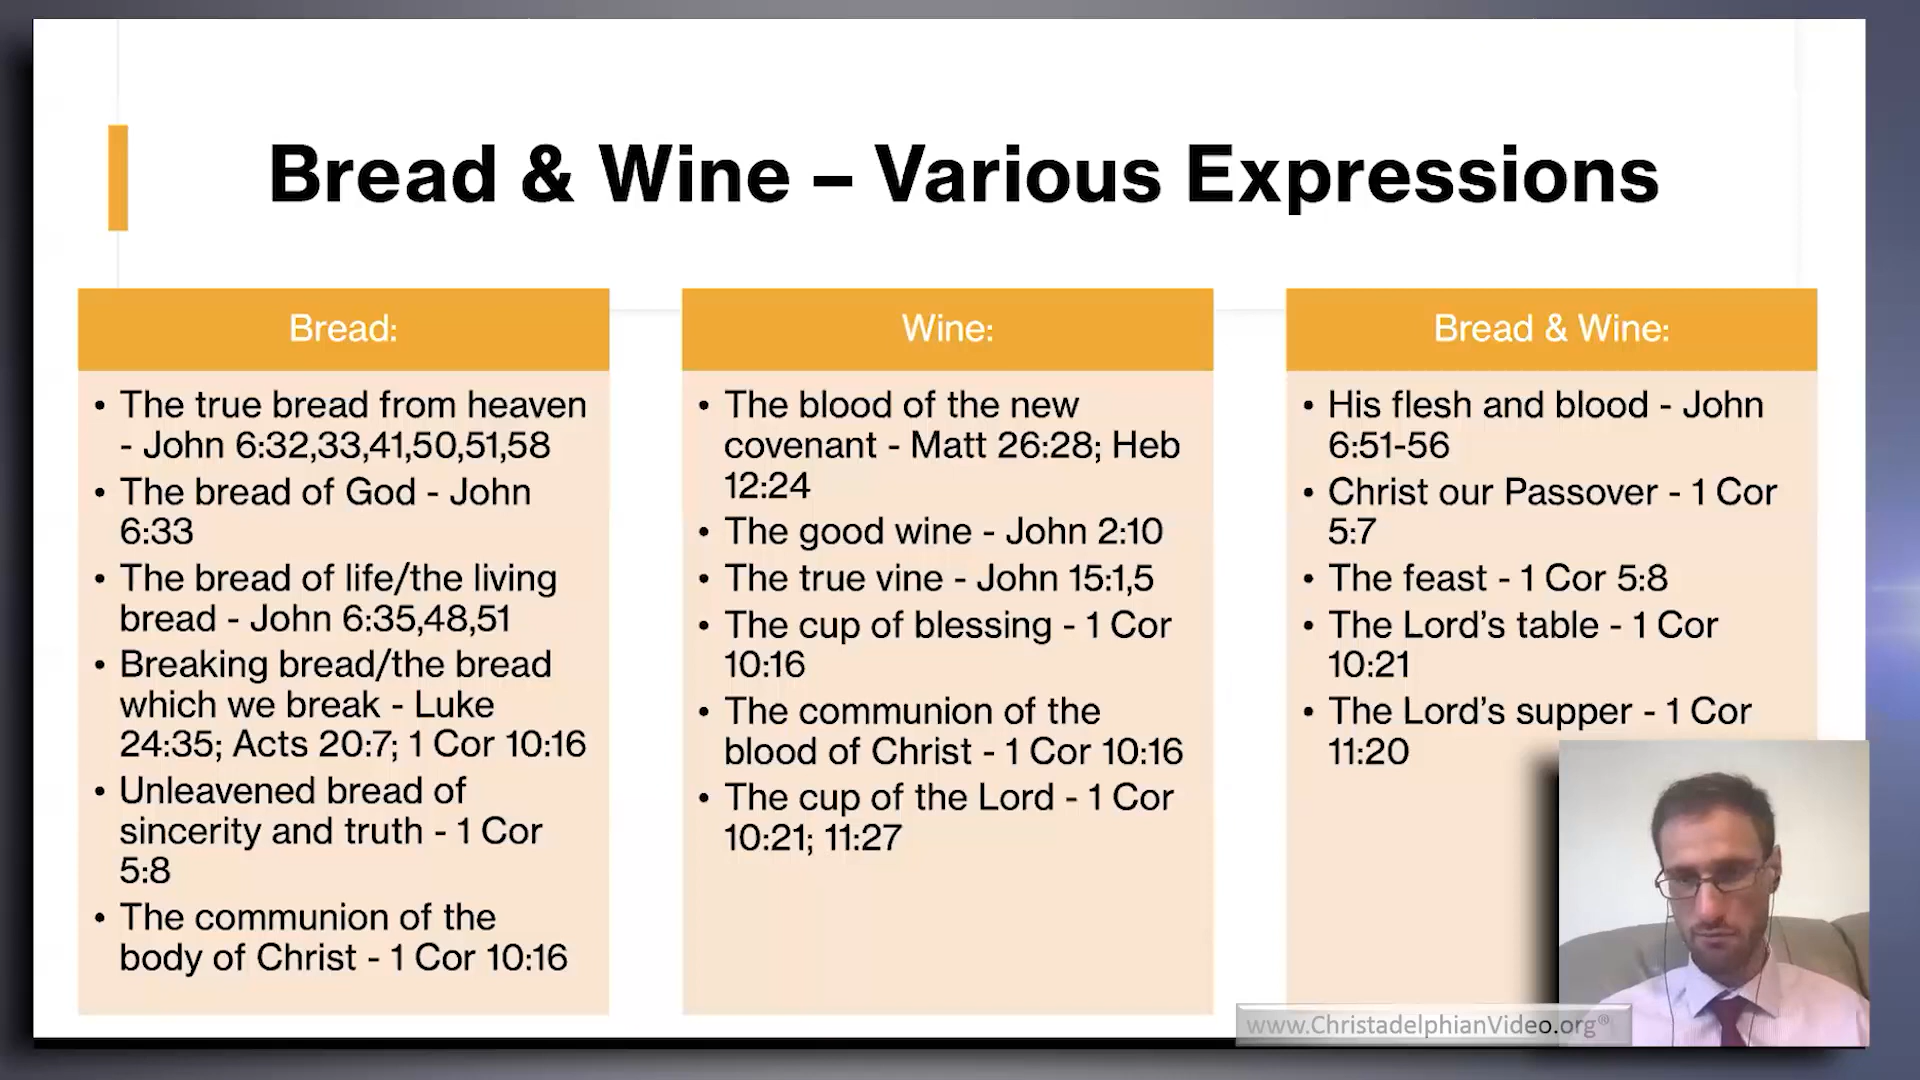 Bread & Wine – Various Expressions
Bread:
• The true bread from heaven
- John 6:32,33,41,50,51,58
• The bread of God - John
6:33
• The bread of life/the living
bread - John 6:35,48,51
• Breaking bread/the bread
which we break - Luke
24:35; Acts 20:7; 1 Cor 10:16
• Unleavened bread of
sincerity and truth - 1 Cor
5:8
• The communion of the
body of Christ - 1 Cor 10:16
Wine:
• The blood of the new
covenant - Matt 26:28; Heb
12:24
• The good wine - John 2:10
• The true vine - John 15:1,5
• The cup of blessing - 1 Cor
10:16
• The communion of the
blood of Christ - 1 Cor 10:16
• The cup of the Lord - 1 Cor
10:21; 11:27
Bread & Wine:
• His flesh and blood - John
6:51-56
• Christ our Passover - 1 Cor
5:7
• The feast - 1 Cor 5:8
• The Lord’s table - 1 Cor
10:21
• The Lord’s supper - 1 Cor
11:20
www.ChristadelphianVideo.org®